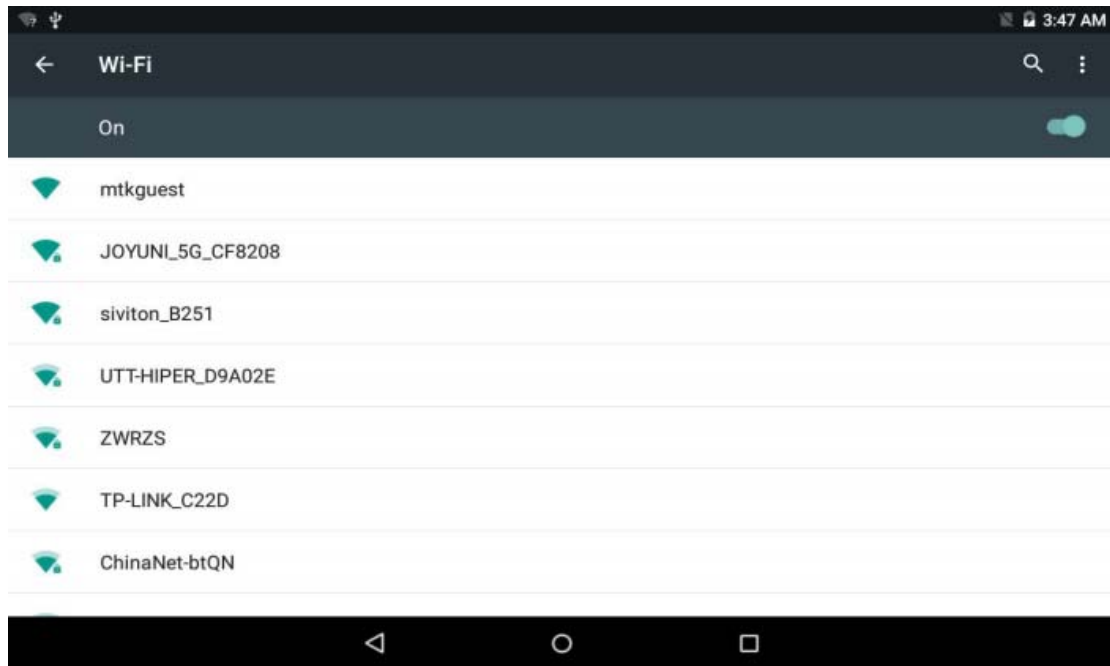 3:47 AM
Wi-Fi
On
mtkguest
JOYUNI_5G_CF8208
siviton_B251
UTT-HIPER_D9A02E
ZWRZS
TP-LINK_C22D
ChinaNet-btQN